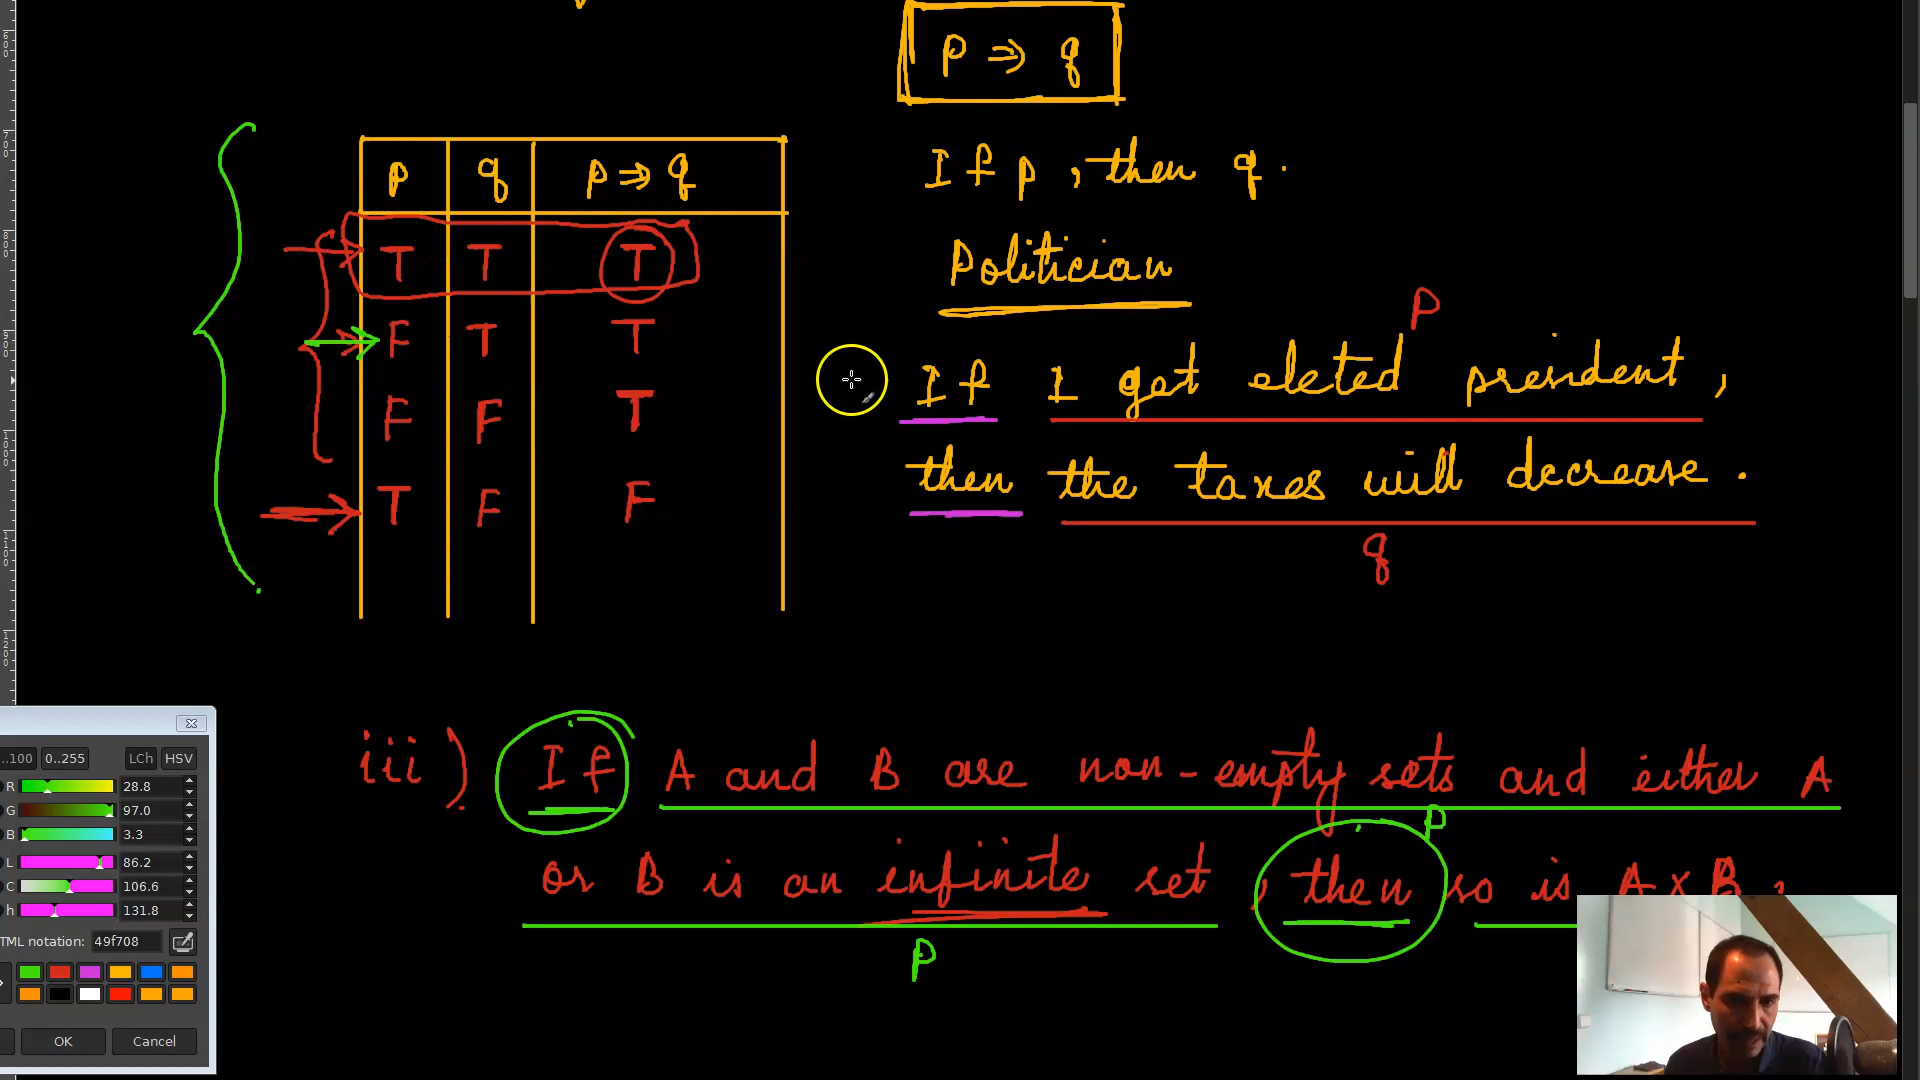 p ⇒ q
p q p ⇒ q
T T T
F T T
F F T
T F F
If p, then q.
Politician
P
If I get eleted president,
then the taxes will decrease.
q
iii) If A and B are non-empty sets and either A
P
or B is an infinite set, then so is A × B,
P
0..255 LCh HSV
R 28.8
G 97.0
B 3.3
L 86.2
C 106.6
h 131.8
TML notation: 49f708
OK Cancel